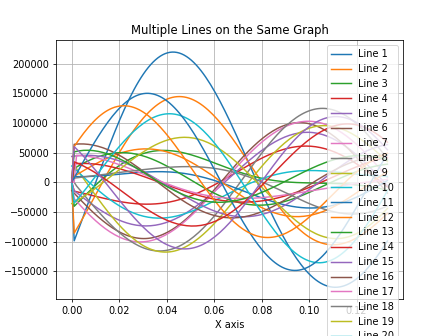 Multiple Lines on the Same Graph
200000
150000
100000
50000
0
−50000
−100000
−150000
0.00
0.02
0.04
0.06
0.08
0.10
X axis
Line 1
Line 2
Line 3
Line 4
Line 5
Line 6
Line 7
Line 8
Line 9
Line 10
Line 11
Line 12
Line 13
Line 14
Line 15
Line 16
Line 17
Line 18
Line 19
Line 20